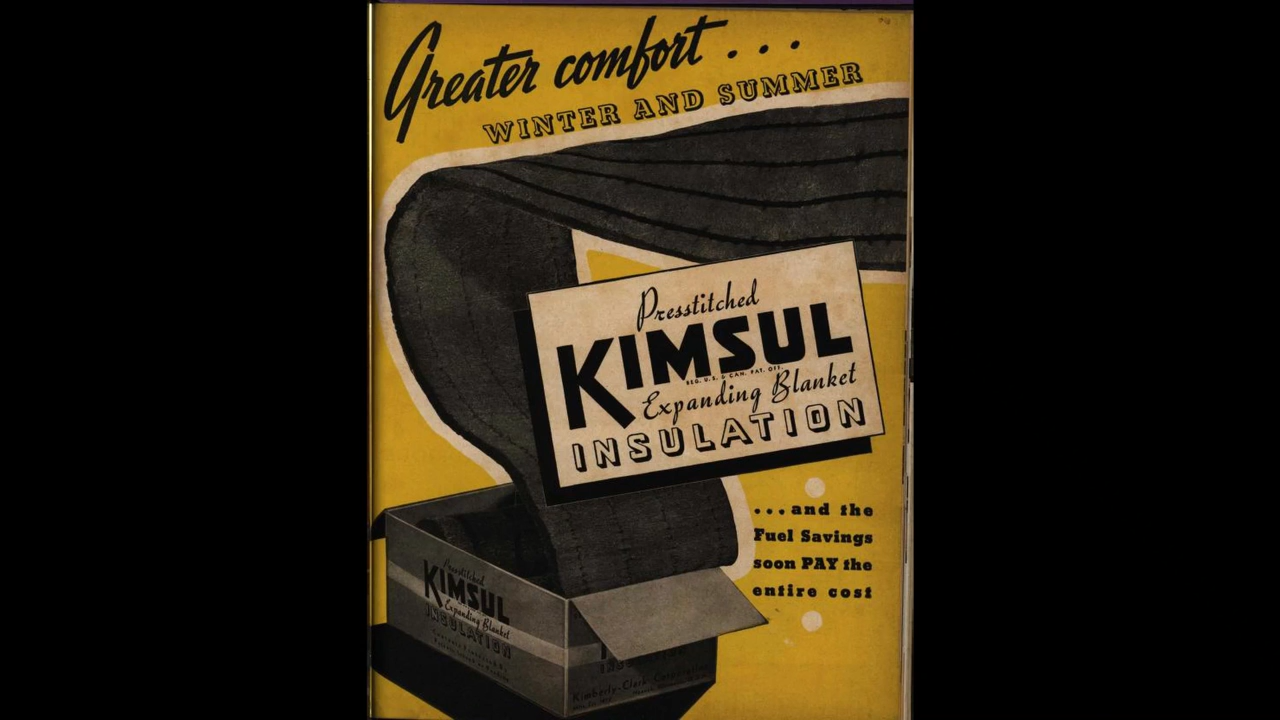 Greater comfort...
WINTER AND SUMMER
Presstitched
KIMSUL
REG. U.S. & CAN. PAT. OFF.
Expanding Blanket
INSULATION
...and the
Fuel Savings
soon PAY the
entire cost
Presstitched
KIMSUL
Expanding Blanket
INSULATION
Kimberly-Clark Corporation